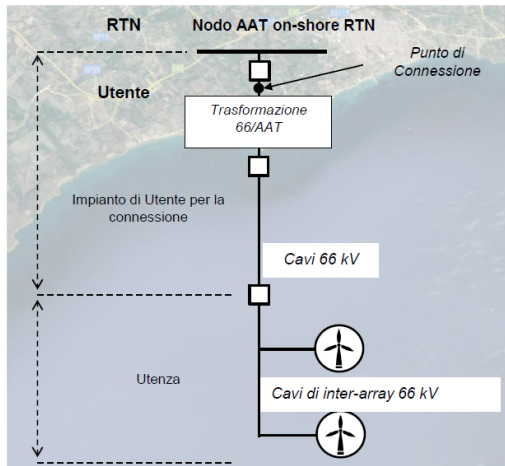 RTN
Nodo AAT on-shore RTN
Punto di
Connessione
Utente
Trasformazione
66/AAT
Impianto di Utente per la
connessione
Cavi 66 kV
Utenza
Cavi di inter-array 66 kV